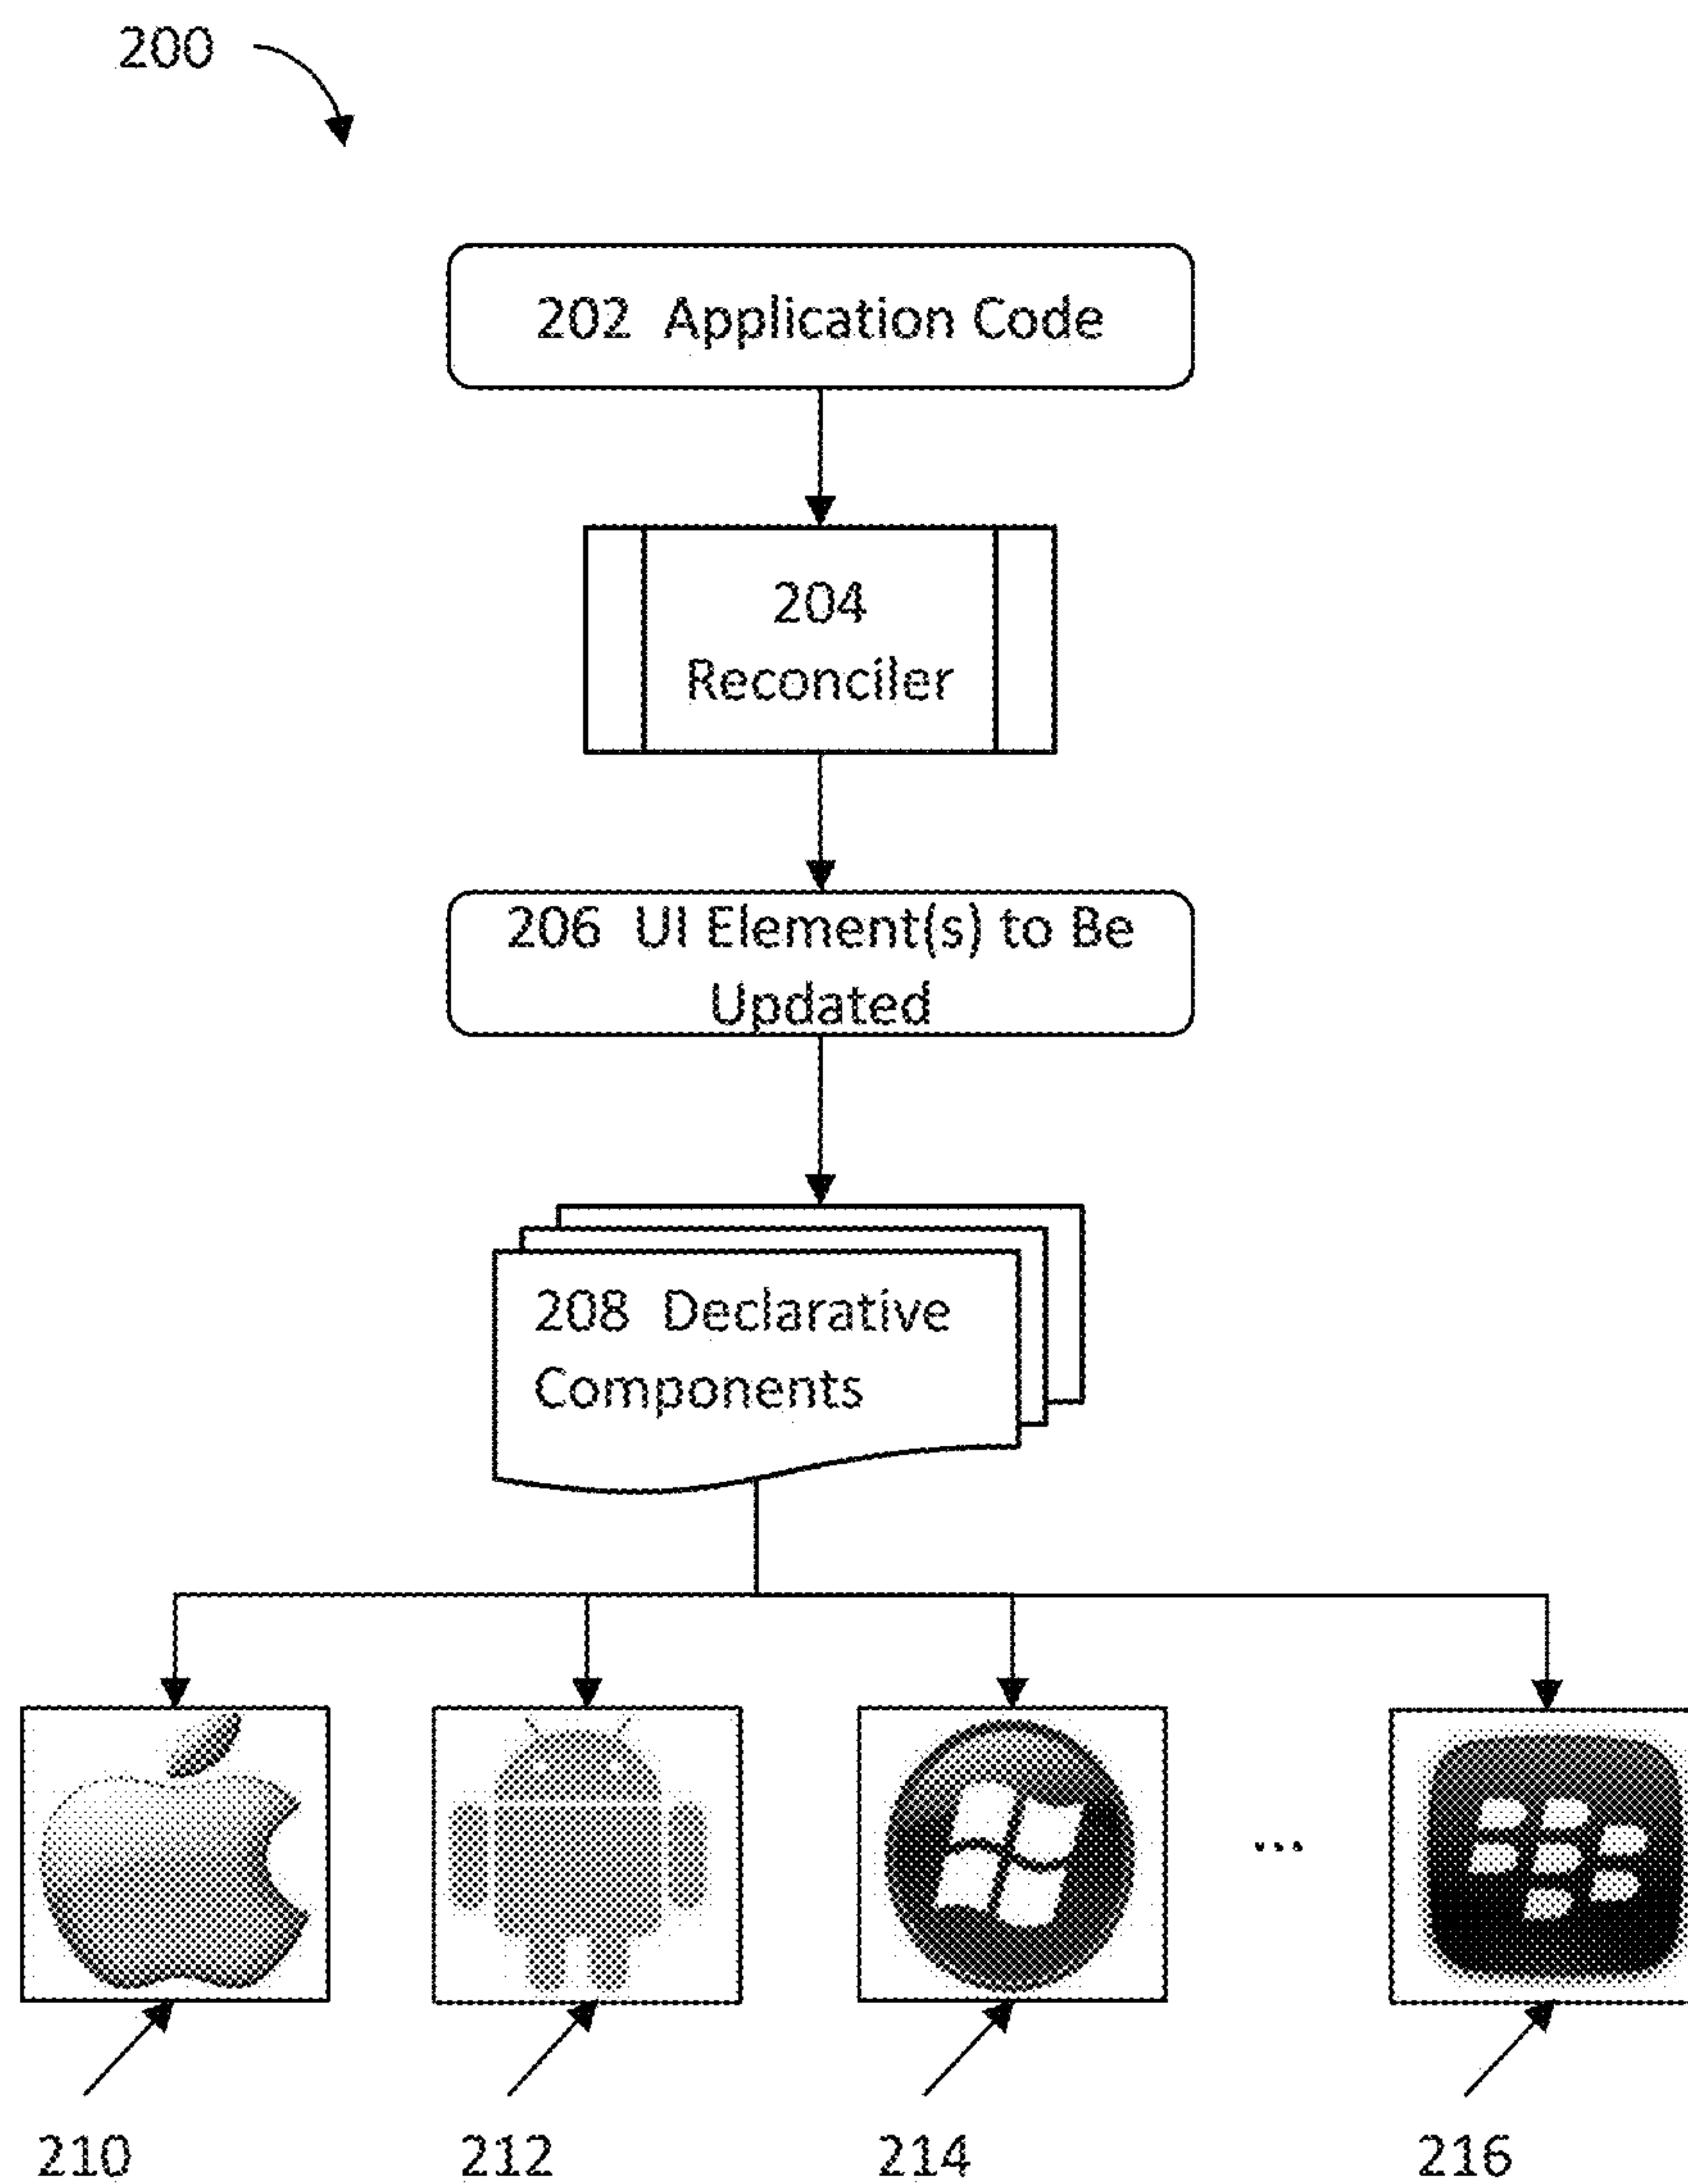 200
202 Application Code
204
Reconciler
206 UI Element(s) to Be
Updated
208 Declarative
Components
...
210 212 214 216